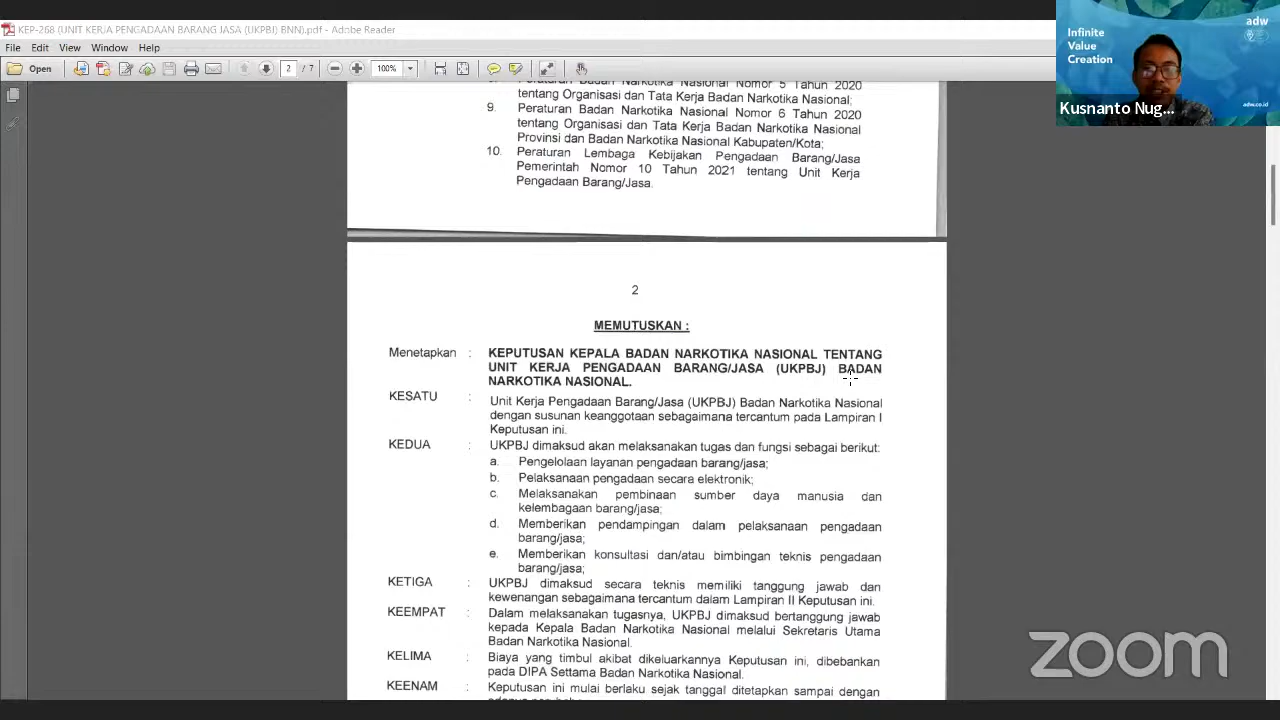 KEP-268 (UNIT KERJA PENGADAAN BARANG JASA (UKPBJ) BNN).pdf - Adobe Reader
File Edit View Window Help
Open 2 / 7 100%
adw
Infinite
Value
Creation
adw.co.id
Kusnanto Nug...
Peraturan Badan Narkotika Nasional Nomor 5 Tahun 2020
tentang Organisasi dan Tata Kerja Badan Narkotika Nasional;
9. Peraturan Badan Narkotika Nasional Nomor 6 Tahun 2020
tentang Organisasi dan Tata Kerja Badan Narkotika Nasional
Provinsi dan Badan Narkotika Nasional Kabupaten/Kota;
10. Peraturan Lembaga Kebijakan Pengadaan Barang/Jasa
Pemerintah Nomor 10 Tahun 2021 tentang Unit Kerja
Pengadaan Barang/Jasa.
2
MEMUTUSKAN :
Menetapkan : KEPUTUSAN KEPALA BADAN NARKOTIKA NASIONAL TENTANG
UNIT KERJA PENGADAAN BARANG/JASA (UKPBJ) BADAN
NARKOTIKA NASIONAL.
KESATU : Unit Kerja Pengadaan Barang/Jasa (UKPBJ) Badan Narkotika Nasional
dengan susunan keanggotaan sebagaimana tercantum pada Lampiran I
Keputusan ini.
KEDUA : UKPBJ dimaksud akan melaksanakan tugas dan fungsi sebagai berikut:
a. Pengelolaan layanan pengadaan barang/jasa;
b. Pelaksanaan pengadaan secara elektronik;
c. Melaksanakan pembinaan sumber daya manusia dan
kelembagaan barang/jasa;
d. Memberikan pendampingan dalam pelaksanaan pengadaan
barang/jasa;
e. Memberikan konsultasi dan/atau bimbingan teknis pengadaan
barang/jasa;
KETIGA : UKPBJ dimaksud secara teknis memiliki tanggung jawab dan
kewenangan sebagaimana tercantum dalam Lampiran II Keputusan ini.
KEEMPAT : Dalam melaksanakan tugasnya, UKPBJ dimaksud bertanggung jawab
kepada Kepala Badan Narkotika Nasional melalui Sekretaris Utama
Badan Narkotika Nasional.
KELIMA : Biaya yang timbul akibat dikeluarkannya Keputusan ini, dibebankan
pada DIPA Settama Badan Narkotika Nasional.
KEENAM : Keputusan ini mulai berlaku sejak tanggal ditetapkan sampai dengan
zoom